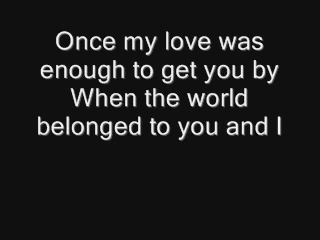 Once my love was
enough to get you by
When the world
belonged to you and I